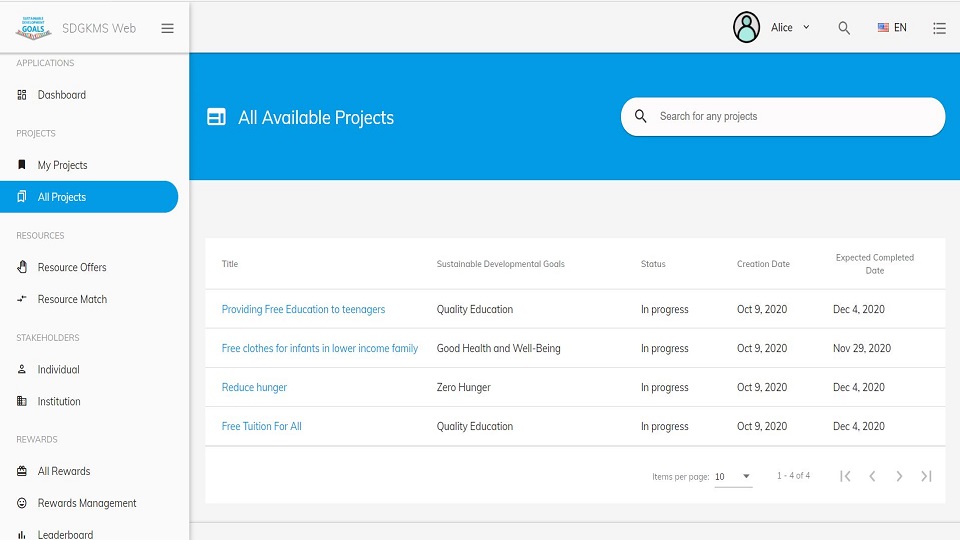 SUSTAINABLE
DEVELOPMENT
GOALS
SDGKMS Web
Alice
EN
APPLICATIONS
Dashboard
PROJECTS
My Projects
All Projects
RESOURCES
Resource Offers
Resource Match
STAKEHOLDERS
Individual
Institution
REWARDS
All Rewards
Rewards Management
Leaderboard
All Available Projects
Search for any projects
Title Sustainable Developmental Goals Status Creation Date Expected Completed
Date
Providing Free Education to teenagers Quality Education In progress Oct 9, 2020 Dec 4, 2020
Free clothes for infants in lower income family Good Health and Well-Being In progress Oct 9, 2020 Nov 29, 2020
Reduce hunger Zero Hunger In progress Oct 9, 2020 Dec 4, 2020
Free Tuition For All Quality Education In progress Oct 9, 2020 Dec 4, 2020
Items per page: 10 1 - 4 of 4